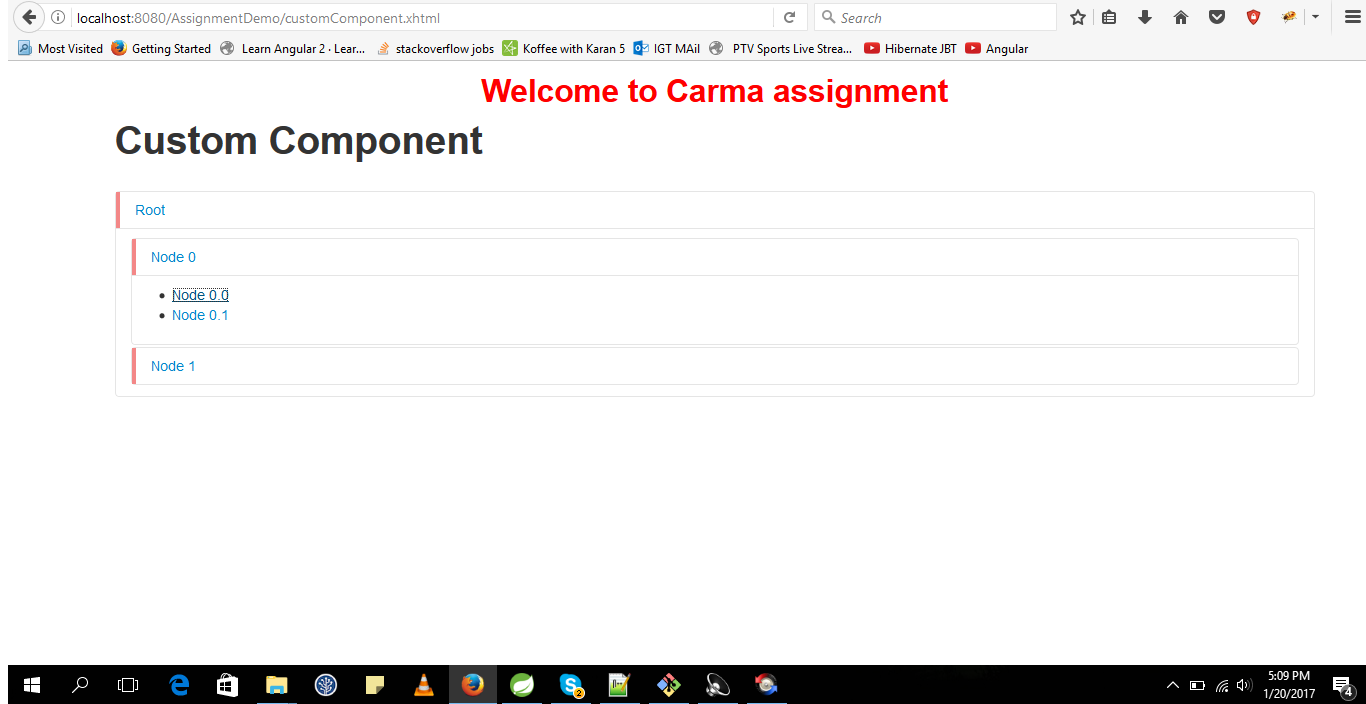 localhost:8080/AssignmentDemo/customComponent.xhtml
Search
Most Visited Getting Started Learn Angular 2 · Lear... stackoverflow jobs Koffee with Karan 5 IGT MAil PTV Sports Live Strea... Hibernate JBT Angular
Welcome to Carma assignment
Custom Component
Root
Node 0
Node 0.0
Node 0.1
Node 1
2
5:09 PM
1/20/2017
4